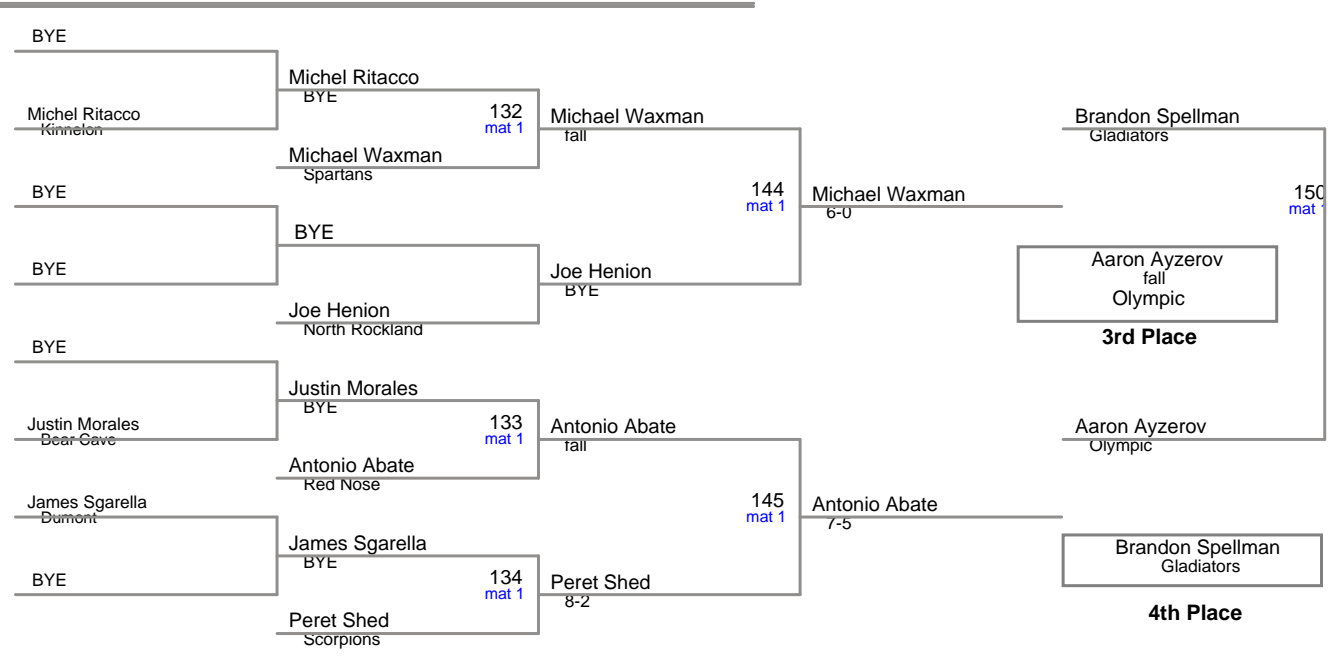 BYE
Michel Ritacco
Kinnelon
BYE
BYE
BYE
Justin Morales
Bear Cave
James Sgarella
Dumont
BYE
Michel Ritacco
BYE
132
mat 1
Michael Waxman
Spartans
BYE
Joe Henion
North Rockland
Justin Morales
BYE
133
mat 1
Antonio Abate
Red Nose
James Sgarella
BYE
134
mat 1
Peret Shed
Scorpions
Michael Waxman
fall
144
mat 1
Joe Henion
BYE
Antonio Abate
fall
145
mat 1
Peret Shed
8-2
Michael Waxman
6-0
Antonio Abate
7-5
Brandon Spellman
Gladiators
150
mat 1
Aaron Ayzerov
fall
Olympic
3rd Place
Aaron Ayzerov
Olympic
Brandon Spellman
Gladiators
4th Place